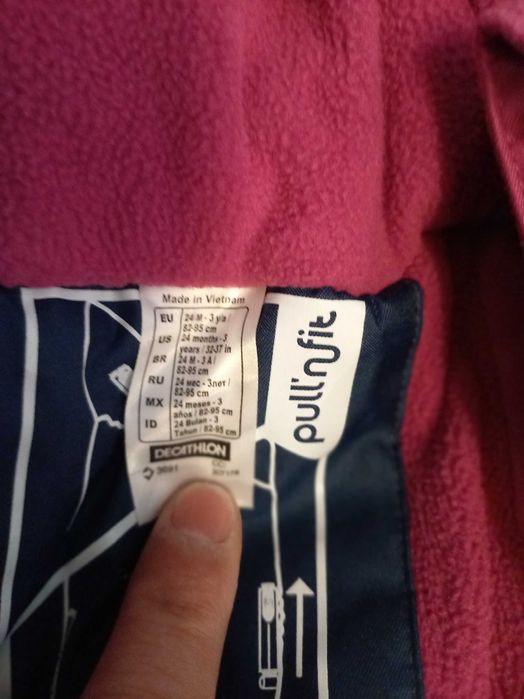 Made in Vietnam
EU 24 M - 3 y/a / 82-95 cm
US 24 months - 3 years / 32-37 in
BR 24 M - 3 A / 82-95 cm
RU 24 мес - 3лет / 82-95 cm
MX 24 meses - 3 años / 82-95 cm
ID 24 Bulan - 3 Tahun / 82-95 cm
DECATHLON
3691
pull'n fit